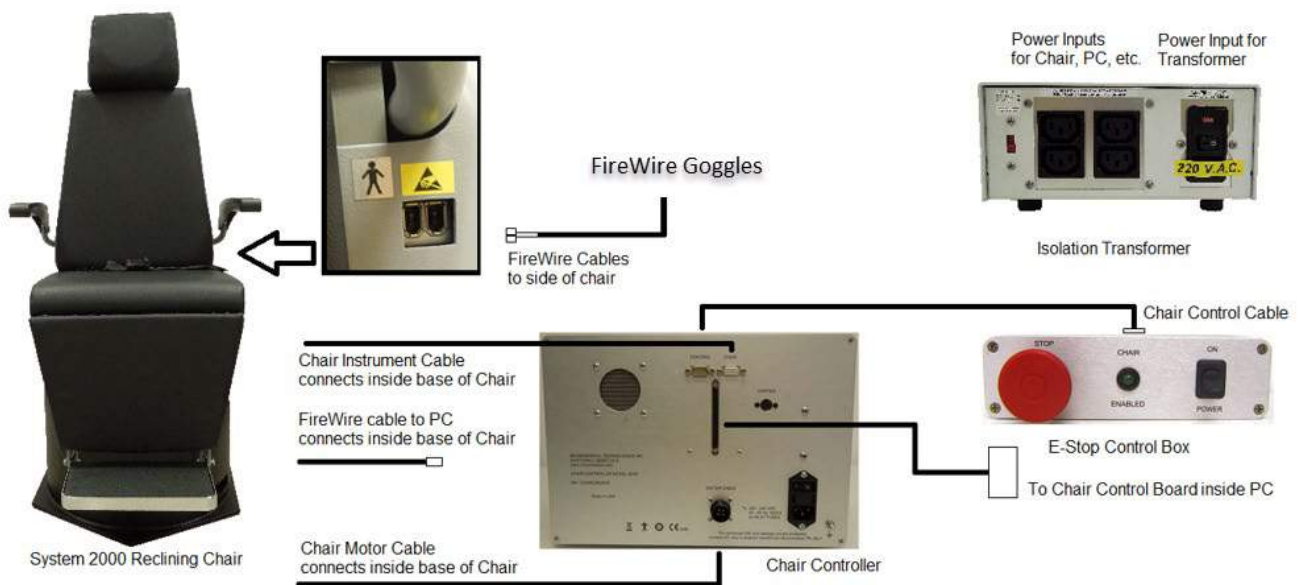 Power Inputs
for Chair, PC, etc.
Power Input for
Transformer
220 V.A.C.
Isolation Transformer
FireWire Goggles
FireWire Cables
to side of chair
Chair Control Cable
STOP
CHAIR
ENABLED
ON
POWER
E-Stop Control Box
Chair Instrument Cable
connects inside base of Chair
FireWire cable to PC
connects inside base of Chair
To Chair Control Board inside PC
Chair Motor Cable
connects inside base of Chair
Chair Controller
System 2000 Reclining Chair